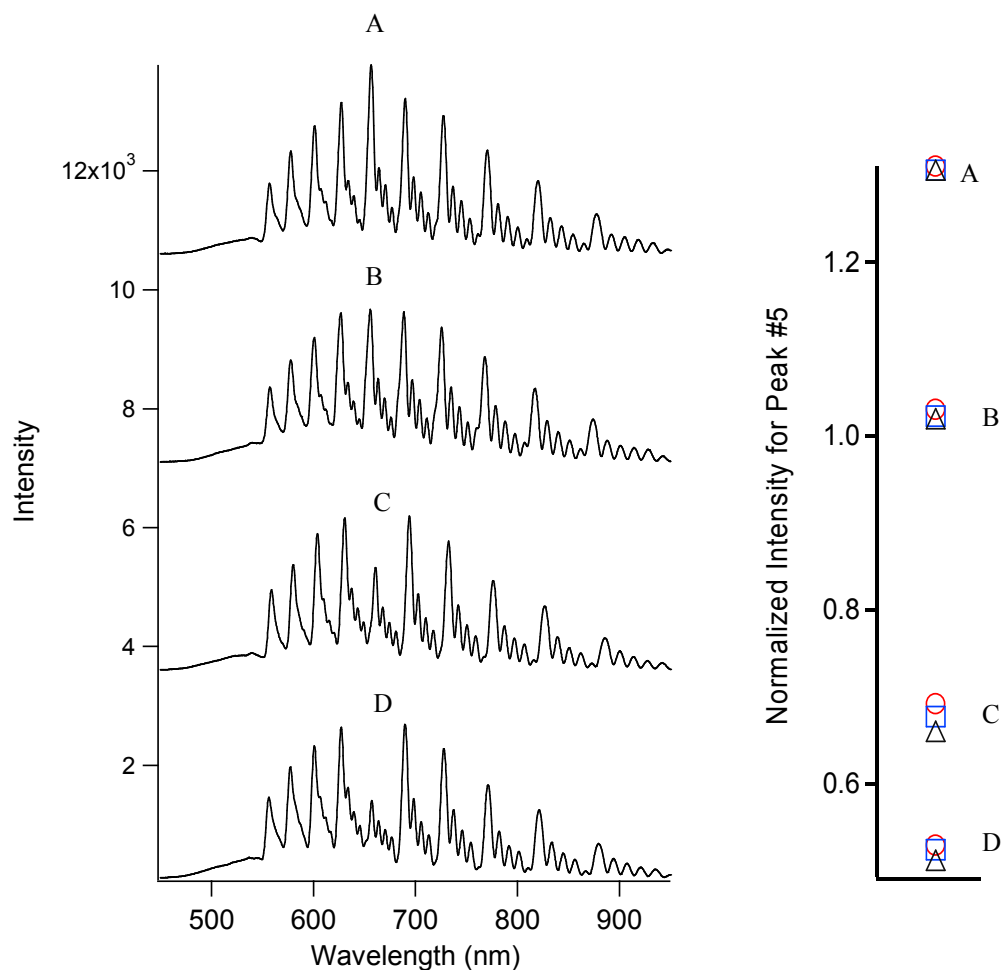 A
12x10³
10
8
6
4
2
B
C
D
Intensity
500 600 700 800 900
Wavelength (nm)
Normalized Intensity for Peak #5
1.2
1.0
0.8
0.6
A
B
C
D